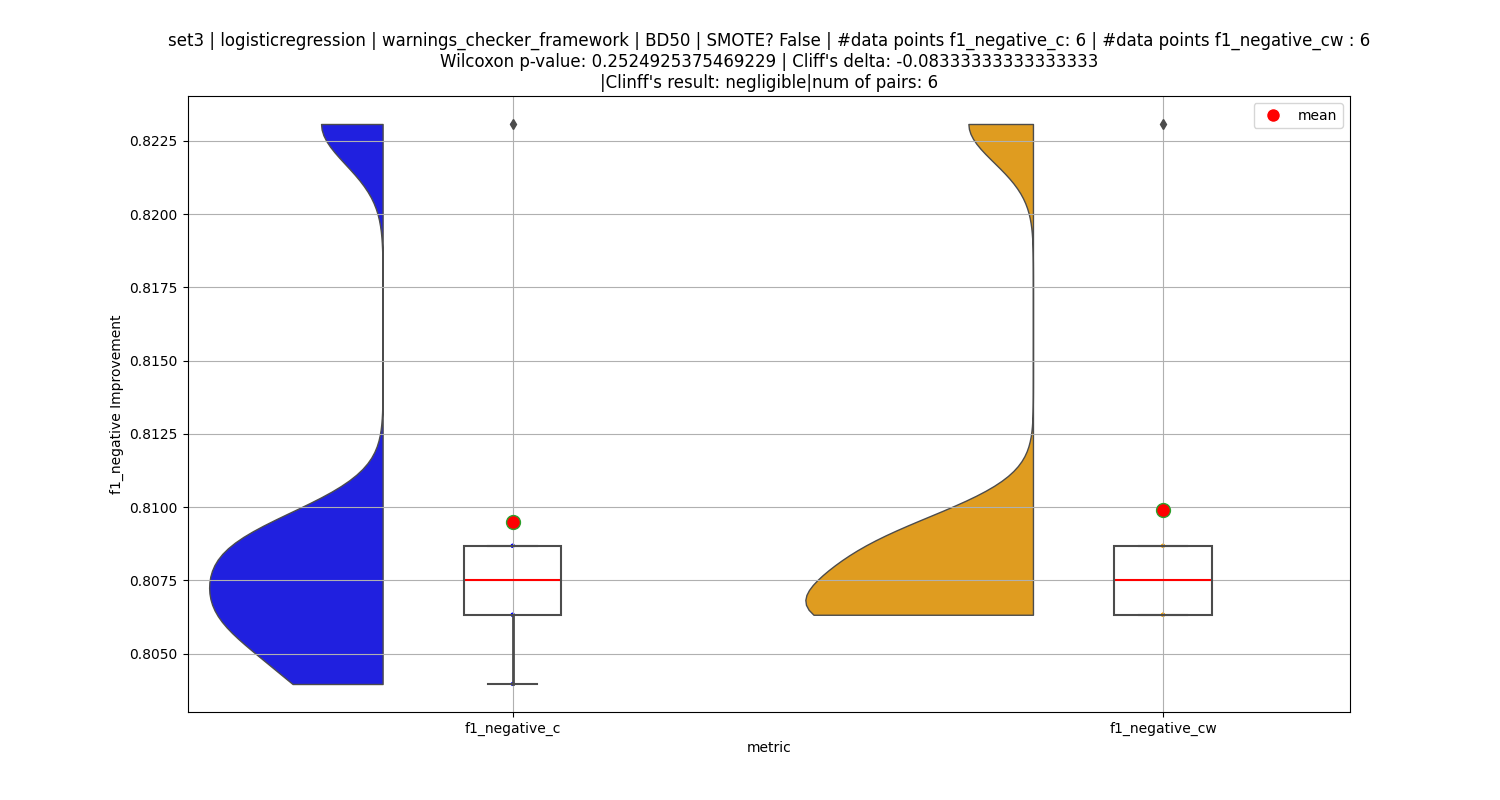 set3 | logisticregression | warnings_checker_framework | BD50 | SMOTE? False | #data points f1_negative_c: 6 | #data points f1_negative_cw : 6
Wilcoxon p-value: 0.2524925375469229 | Cliff's delta: -0.08333333333333333
|Clinff's result: negligible|num of pairs: 6
mean
0.8225
0.8200
0.8175
0.8150
0.8125
0.8100
0.8075
0.8050
f1_negative Improvement
f1_negative_c
f1_negative_cw
metric